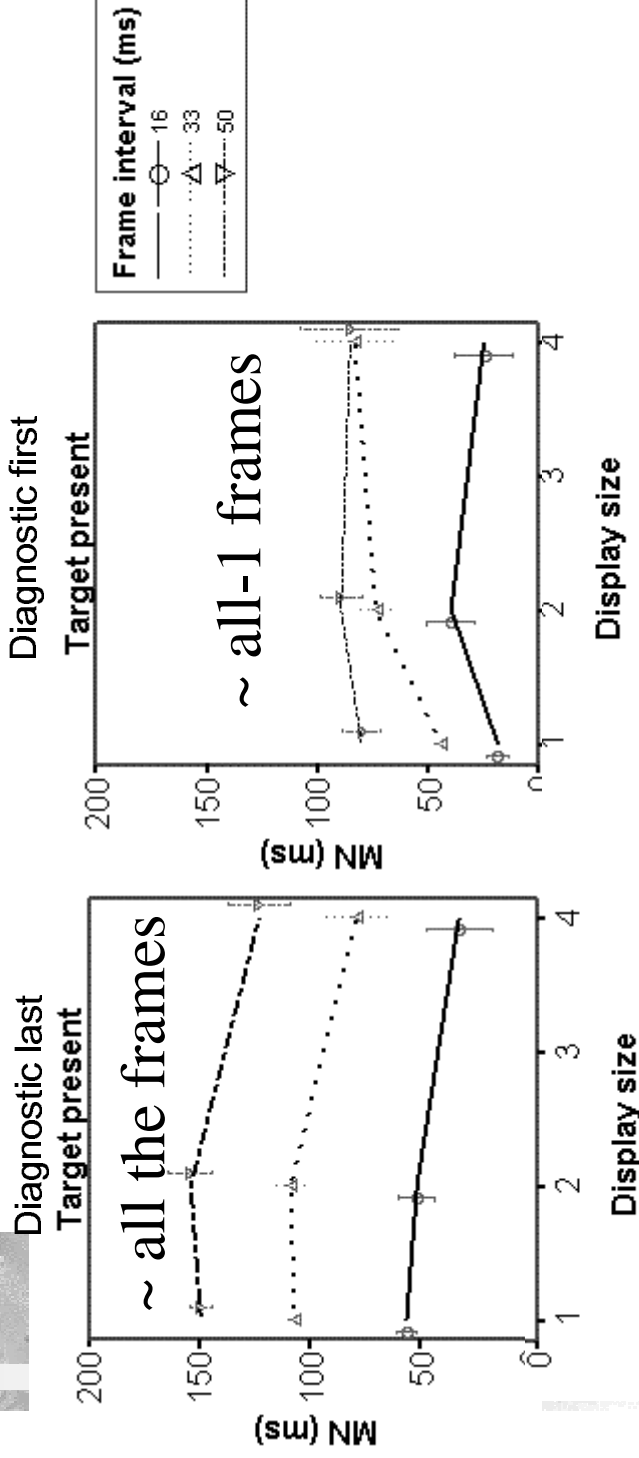 Diagnostic last
Target present
~ all the frames
MN (ms)
200
150
100
50
0
1
2
3
4
Display size
Diagnostic first
Target present
~ all-1 frames
MN (ms)
200
150
100
50
0
1
2
3
4
Display size
Frame interval (ms)
16
33
50